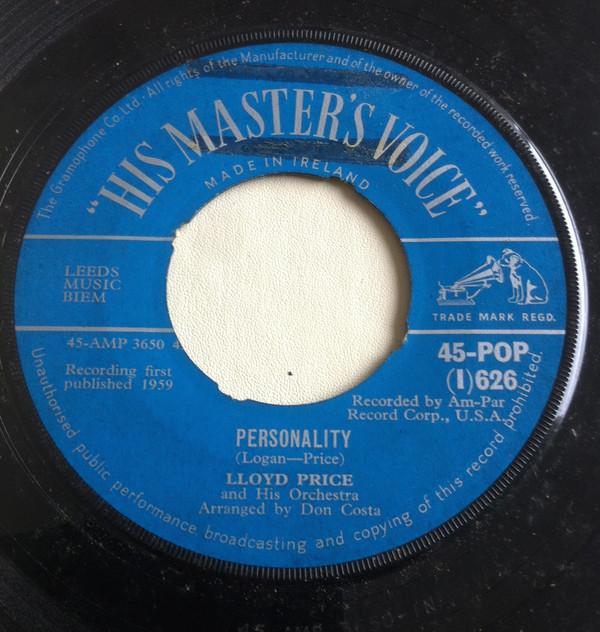 The Gramophone Co. Ltd · All rights of the Manufacturer and of the owner of the recorded work reserved.
"HIS MASTER'S VOICE"
MADE IN IRELAND
LEEDS
MUSIC
BIEM
TRADE MARK REGD.
45-AMP 3650 4
Recording first
published 1959
45-POP
(I)626
Recorded by Am-Par
Record Corp., U.S.A.
PERSONALITY
(Logan—Price)
LLOYD PRICE
and His Orchestra
Arranged by Don Costa
Unauthorised public performance, broadcasting and copying of this record prohibited.